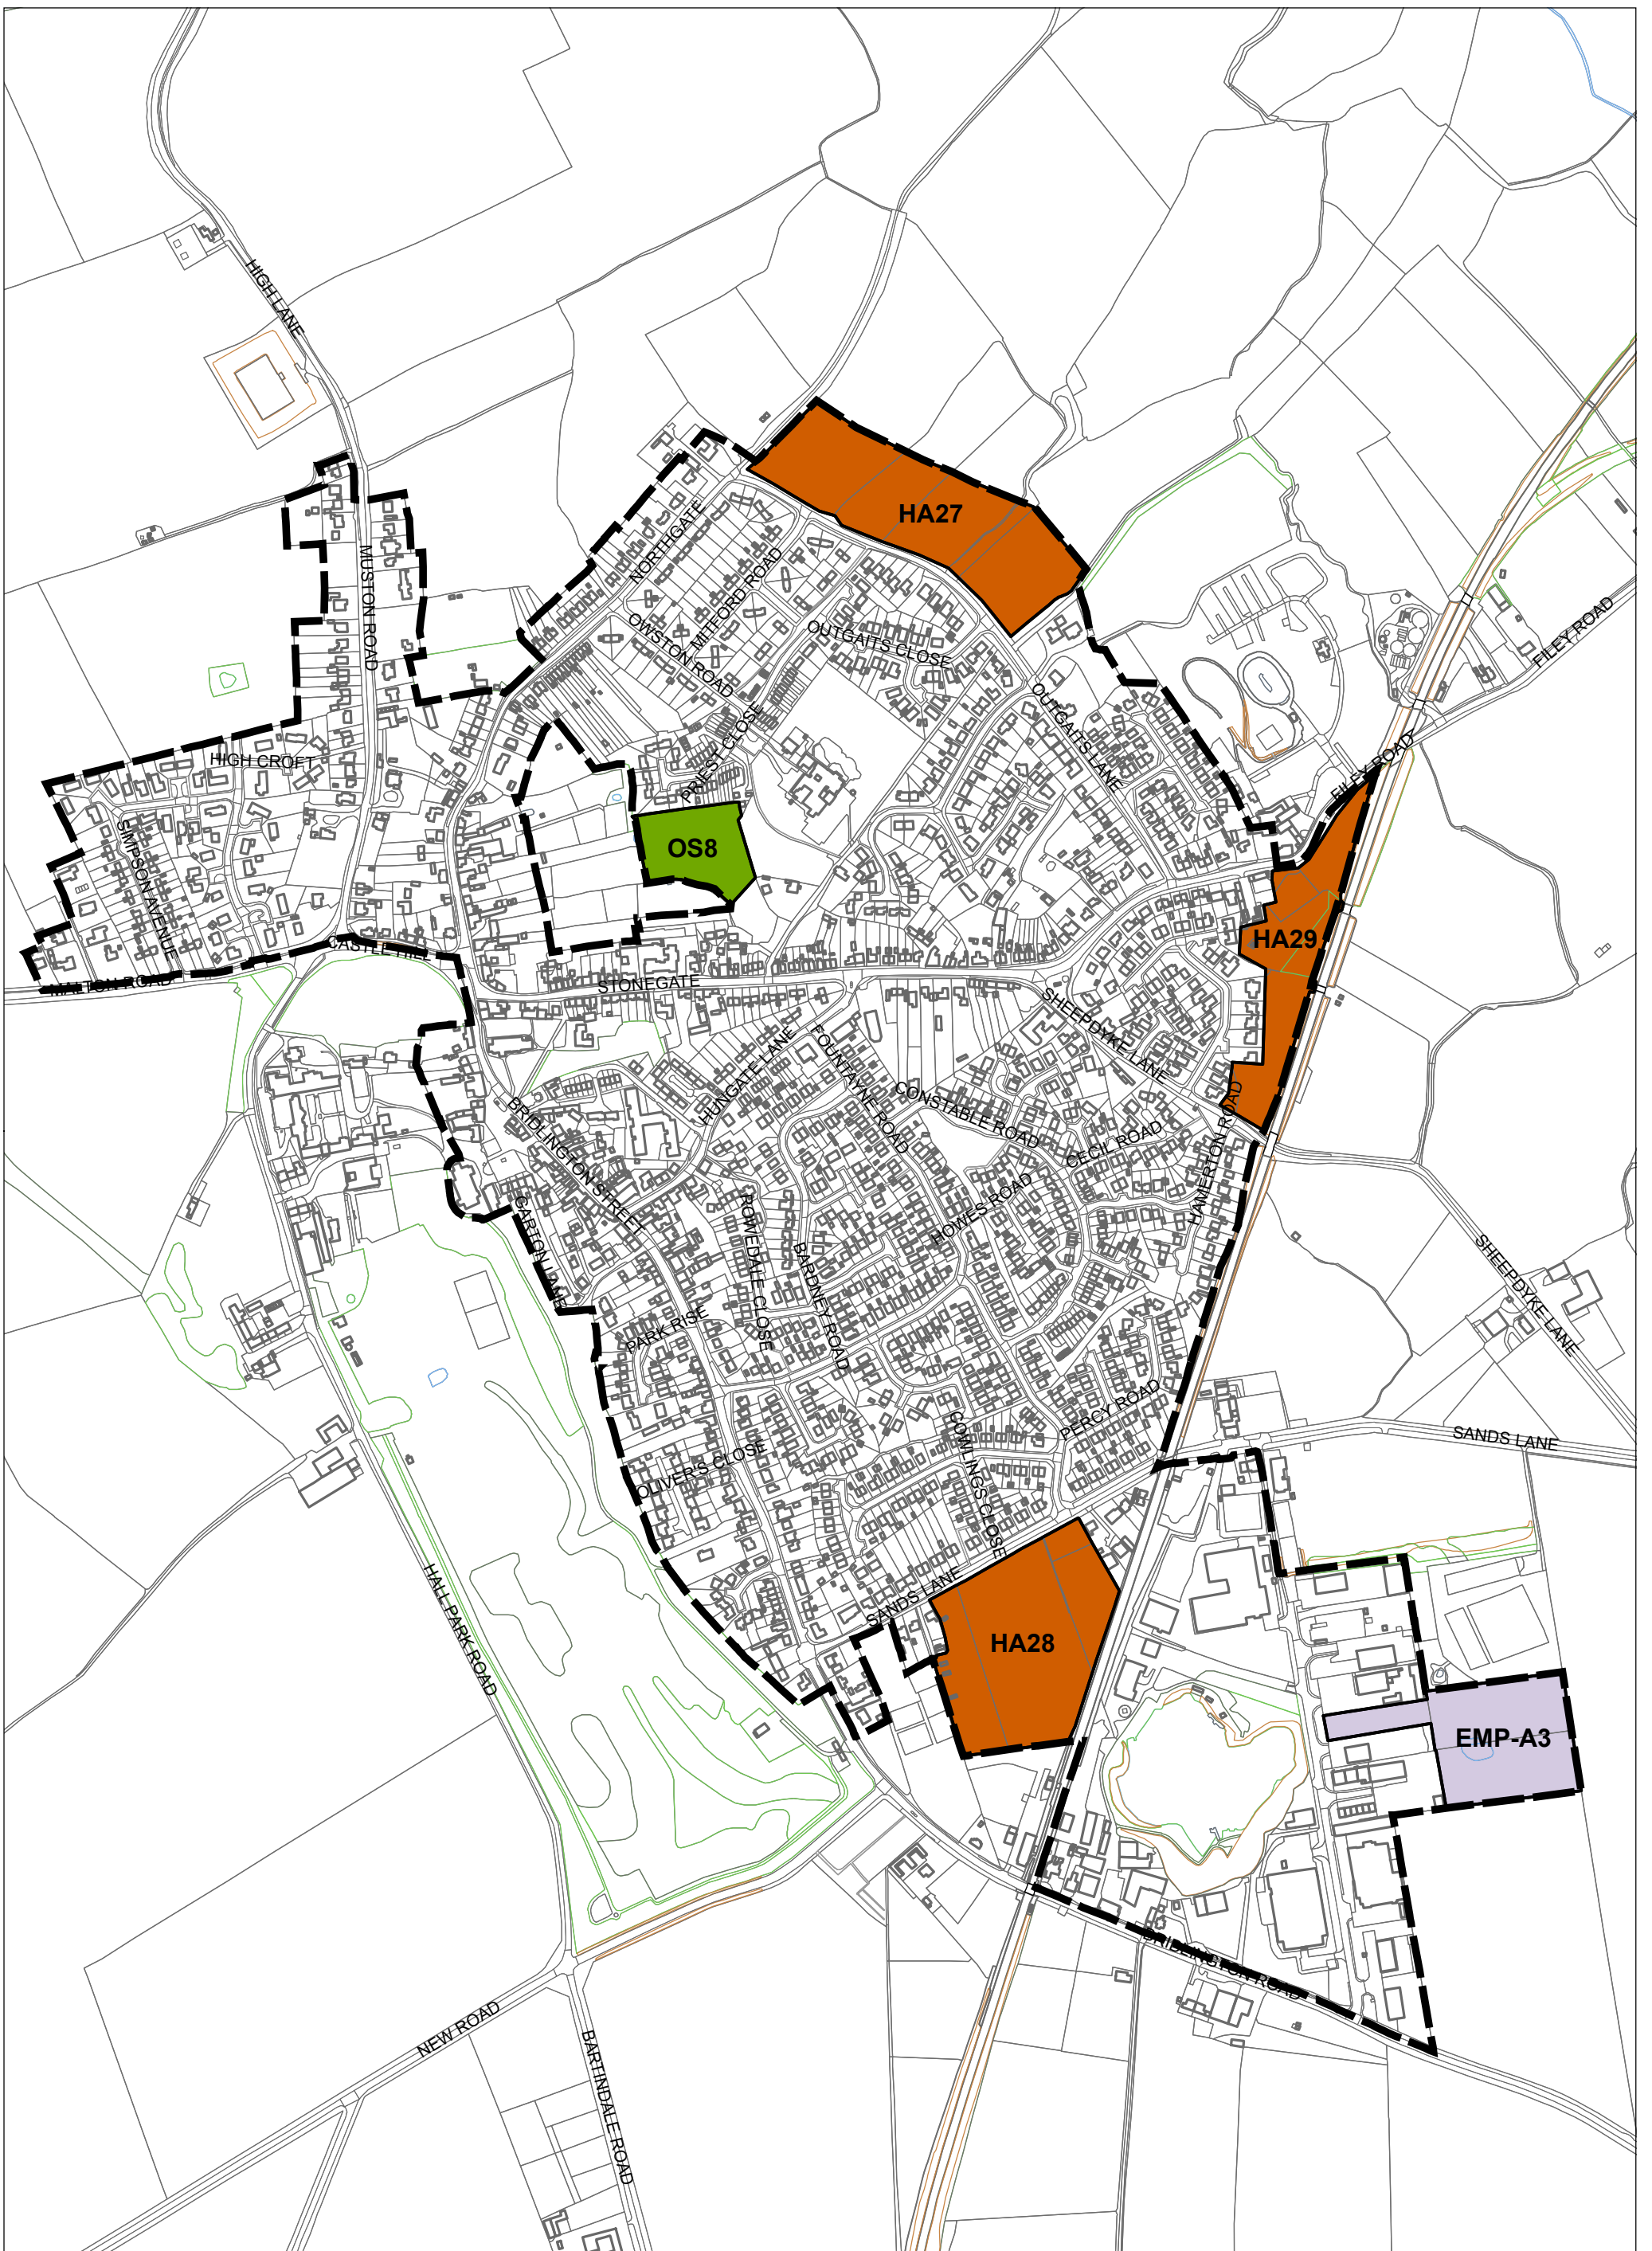 HIGH LANE
HA27
NORTHGATE
MUSTON ROAD
MITFORD ROAD
OWSTON ROAD
OUTGAITS CLOSE
FILEY ROAD
OUTGAITS LANE
PRIEST CLOSE
HIGH CROFT
FILEY ROAD
SIMPSON AVENUE
OS8
HA29
CASTLE HILL
MALTON ROAD
STONEGATE
SHEEPDYKE LANE
HUNGATE LANE
FOUNTAYNE ROAD
CONSTABLE ROAD
CECIL ROAD
HAMERTON ROAD
BRIDLINGTON STREET
GARTON LANE
ROWEDALE CLOSE
HOWES ROAD
BARDNEY ROAD
SHEEPDYKE LANE
PARK RISE
PERCY ROAD
COWLINGS CLOSE
SANDS LANE
OLIVER'S CLOSE
SANDS LANE
HALL PARK ROAD
HA28
EMP-A3
BRIDLINGTON ROAD
NEW ROAD
BARTINDALE ROAD